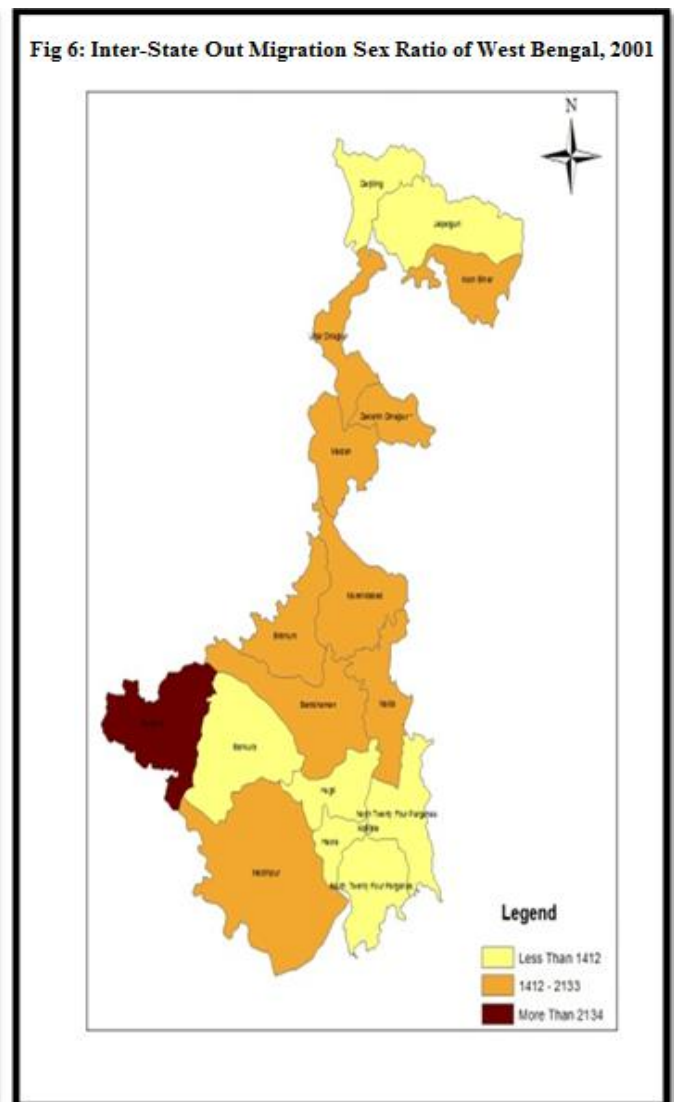 Fig 6: Inter-State Out Migration Sex Ratio of West Bengal, 2001
N
Darjiling
Jalpaiguri
Koch Bihar
Uttar Dinajpur
Dakshin Dinajpur
Maldah
Murshidabad
Birbhum
Barddhaman
Nadia
Bankura
Hugli
North Twenty Four Parganas
Kolkata
Haora
Medinipur
South Twenty Four Parganas
Legend
Less Than 1412
1412 - 2133
More Than 2134